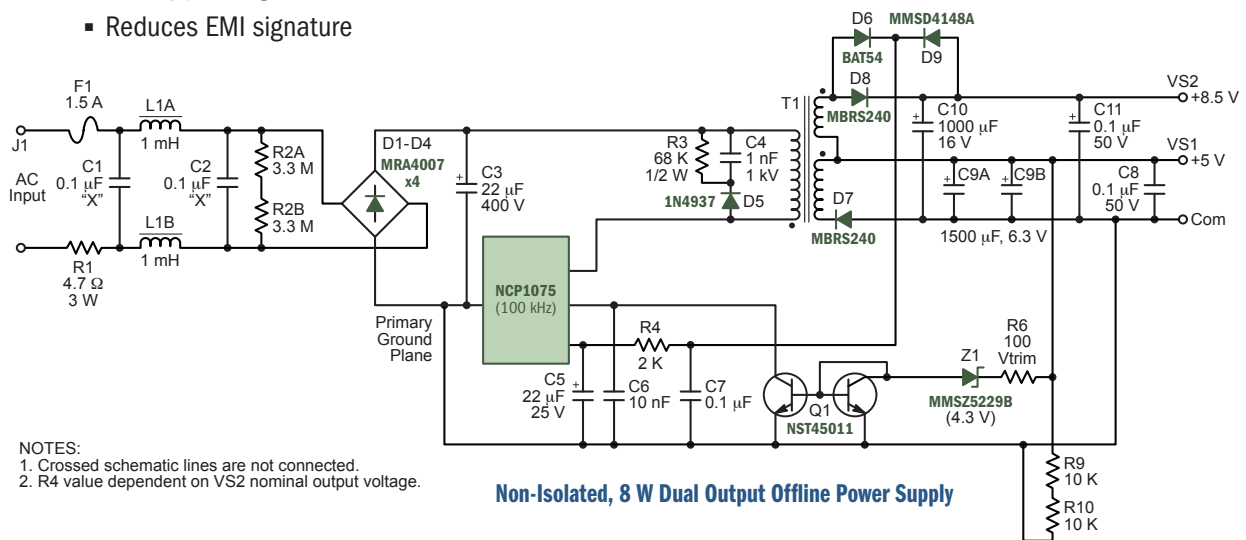 ▪ Reduces EMI signature
F1
1.5 A
J1
AC
Input
L1A
1 mH
C1
0.1 µF
"X"
C2
0.1 µF
"X"
R2A
3.3 M
R2B
3.3 M
L1B
1 mH
R1
4.7 Ω
3 W
D1-D4
MRA4007
x4
C3
22 µF
400 V
R3
68 K
1/2 W
C4
1 nF
1 kV
1N4937
D5
T1
D6
BAT54
MMSD4148A
D9
D8
MBRS240
D7
MBRS240
C10
1000 µF
16 V
C11
0.1 µF
50 V
VS2
+8.5 V
VS1
+5 V
C9A
C9B
1500 µF, 6.3 V
C8
0.1 µF
50 V
Com
NCP1075
(100 kHz)
Primary
Ground
Plane
R4
2 K
C5
22 µF
25 V
C6
10 nF
C7
0.1 µF
Q1
NST45011
Z1
MMSZ5229B
(4.3 V)
R6
100
Vtrim
R9
10 K
R10
10 K
NOTES:
1. Crossed schematic lines are not connected.
2. R4 value dependent on VS2 nominal output voltage.
Non-Isolated, 8 W Dual Output Offline Power Supply